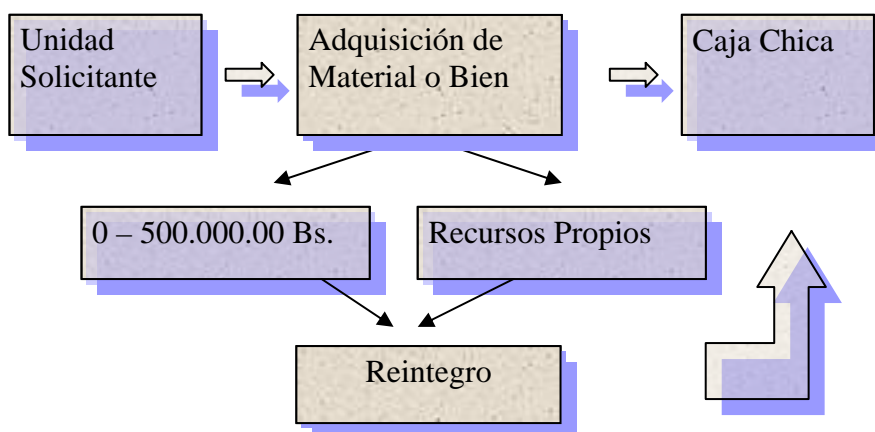 Unidad
Solicitante
Adquisición de
Material o Bien
Caja Chica
0 – 500.000.00 Bs.
Recursos Propios
Reintegro